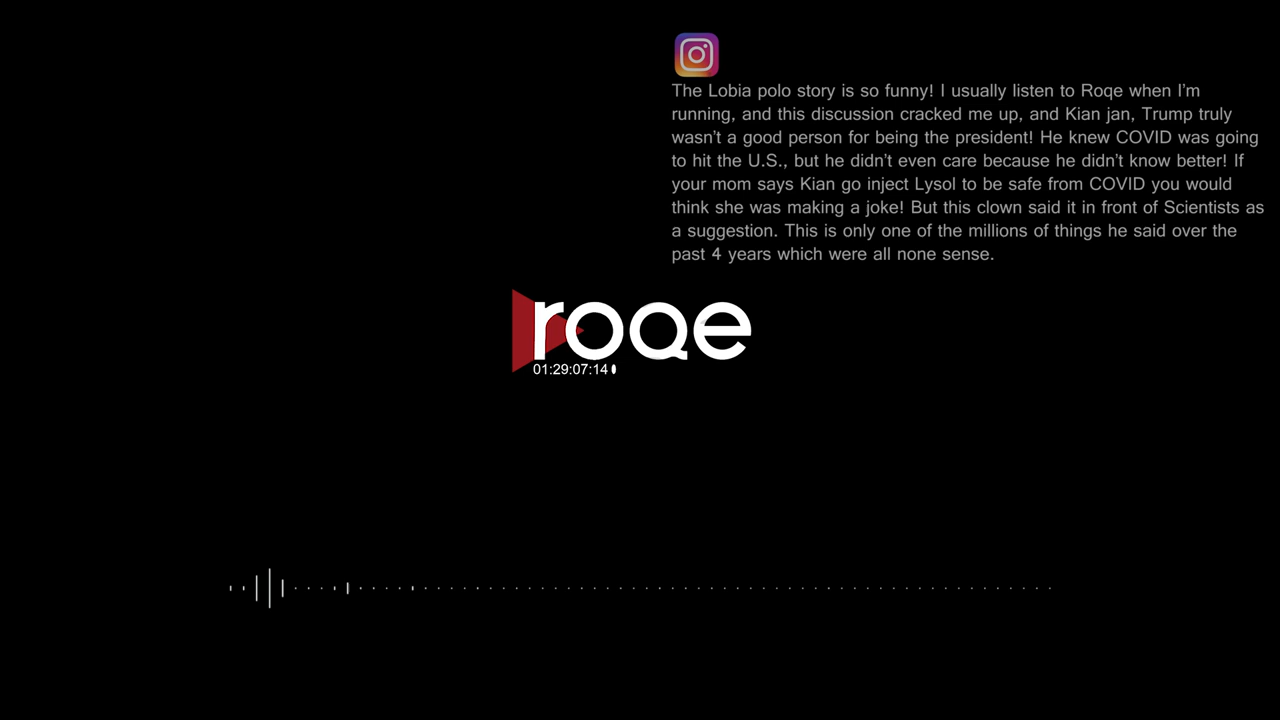 The Lobia polo story is so funny! I usually listen to Roqe when I’m
running, and this discussion cracked me up, and Kian jan, Trump truly
wasn’t a good person for being the president! He knew COVID was going
to hit the U.S., but he didn’t even care because he didn’t know better! If
your mom says Kian go inject Lysol to be safe from COVID you would
think she was making a joke! But this clown said it in front of Scientists as
a suggestion. This is only one of the millions of things he said over the
past 4 years which were all none sense.
roqe
01:29:07:14